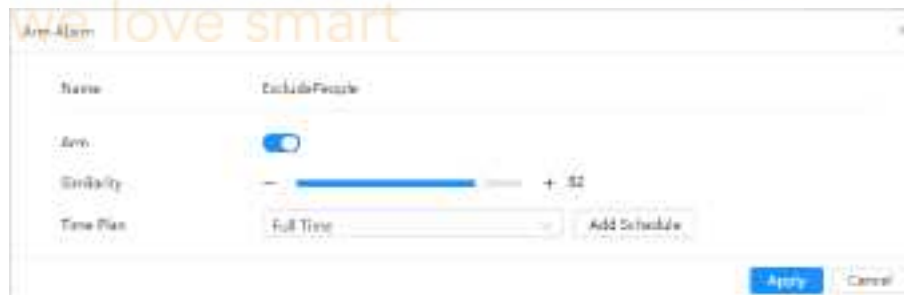 we love smart
Arm Alarm
Name ExcludePeople
Arm
Similarity − + 82
Time Plan Full Time Add Schedule
Apply Cancel